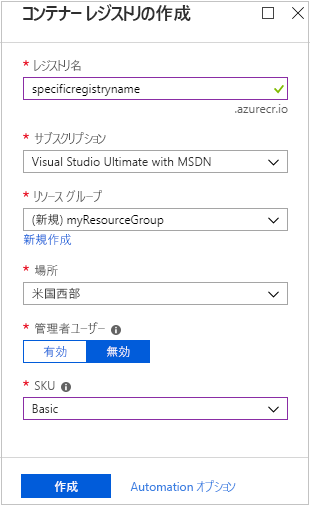 コンテナー レジストリの作成
* レジストリ名
specificregistryname
.azurecr.io
* サブスクリプション
Visual Studio Ultimate with MSDN
* リソース グループ
(新規) myResourceGroup
新規作成
* 場所
米国西部
* 管理者ユーザー
有効 無効
* SKU
Basic
作成 Automation オプション